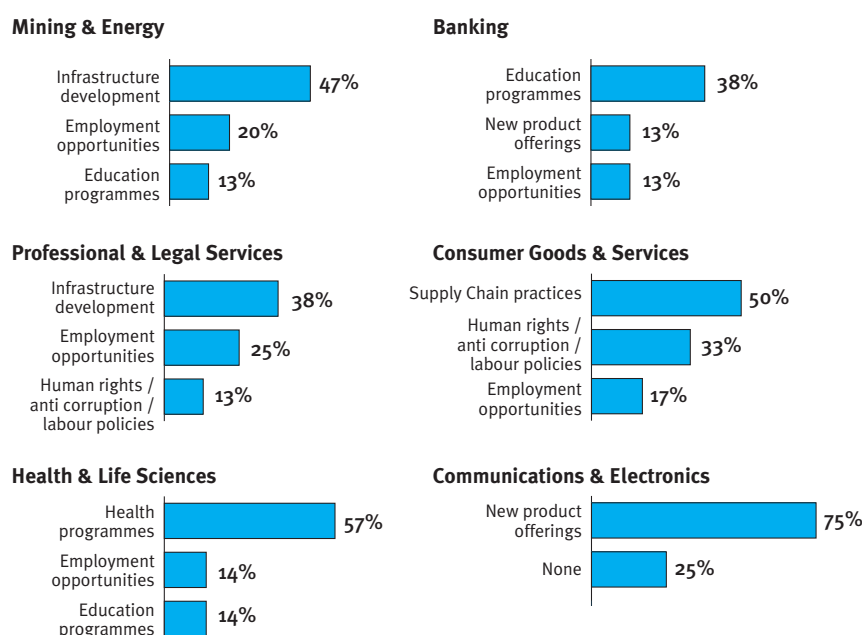 Mining & Energy
Infrastructure
development
47%
Employment
opportunities
20%
Education
programmes
13%
Banking
Education
programmes
38%
New product
offerings
13%
Employment
opportunities
13%
Professional & Legal Services
Infrastructure
development
38%
Employment
opportunities
25%
Human rights /
anti corruption /
labour policies
13%
Consumer Goods & Services
Supply Chain practices
50%
Human rights /
anti corruption /
labour policies
33%
Employment
opportunities
17%
Health & Life Sciences
Health
programmes
57%
Employment
opportunities
14%
Education
programmes
14%
Communications & Electronics
New product
offerings
75%
None
25%